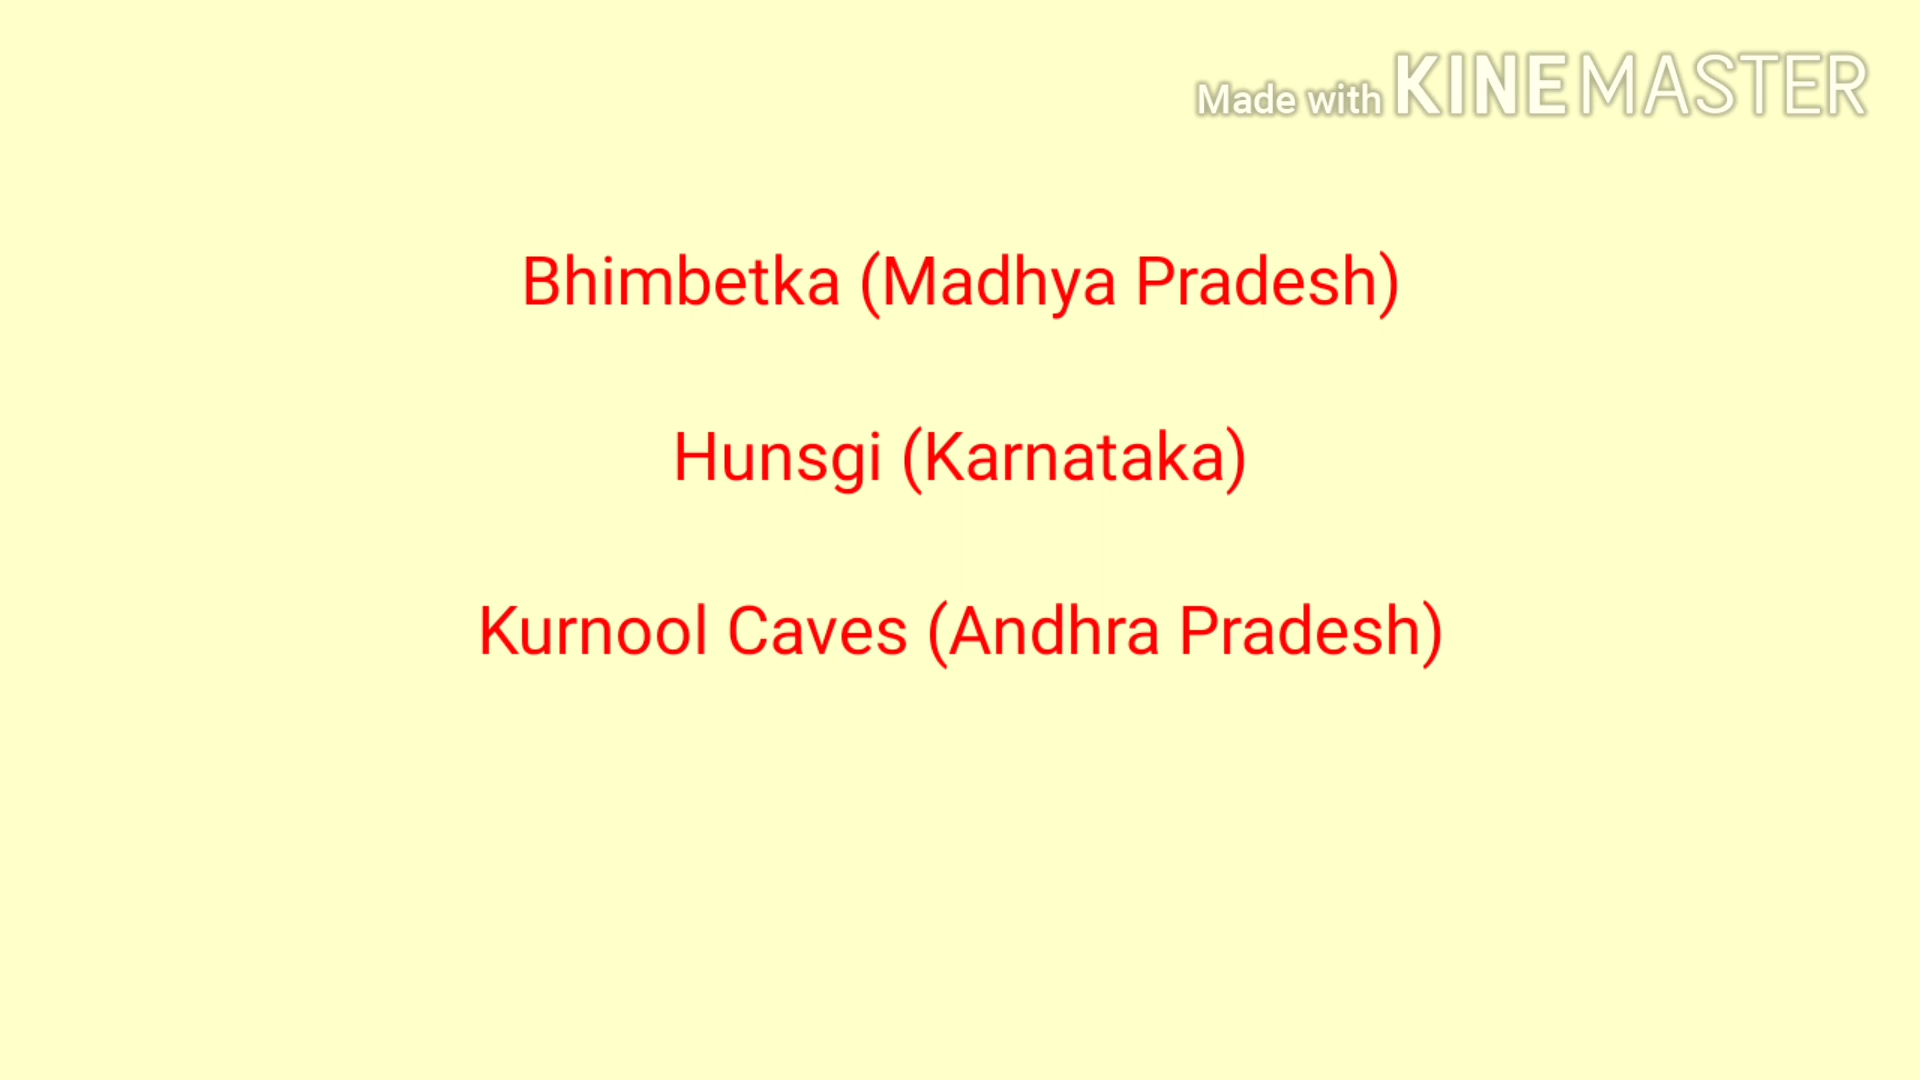 Made with KINEMASTER
Bhimbetka (Madhya Pradesh)
Hunsgi (Karnataka)
Kurnool Caves (Andhra Pradesh)